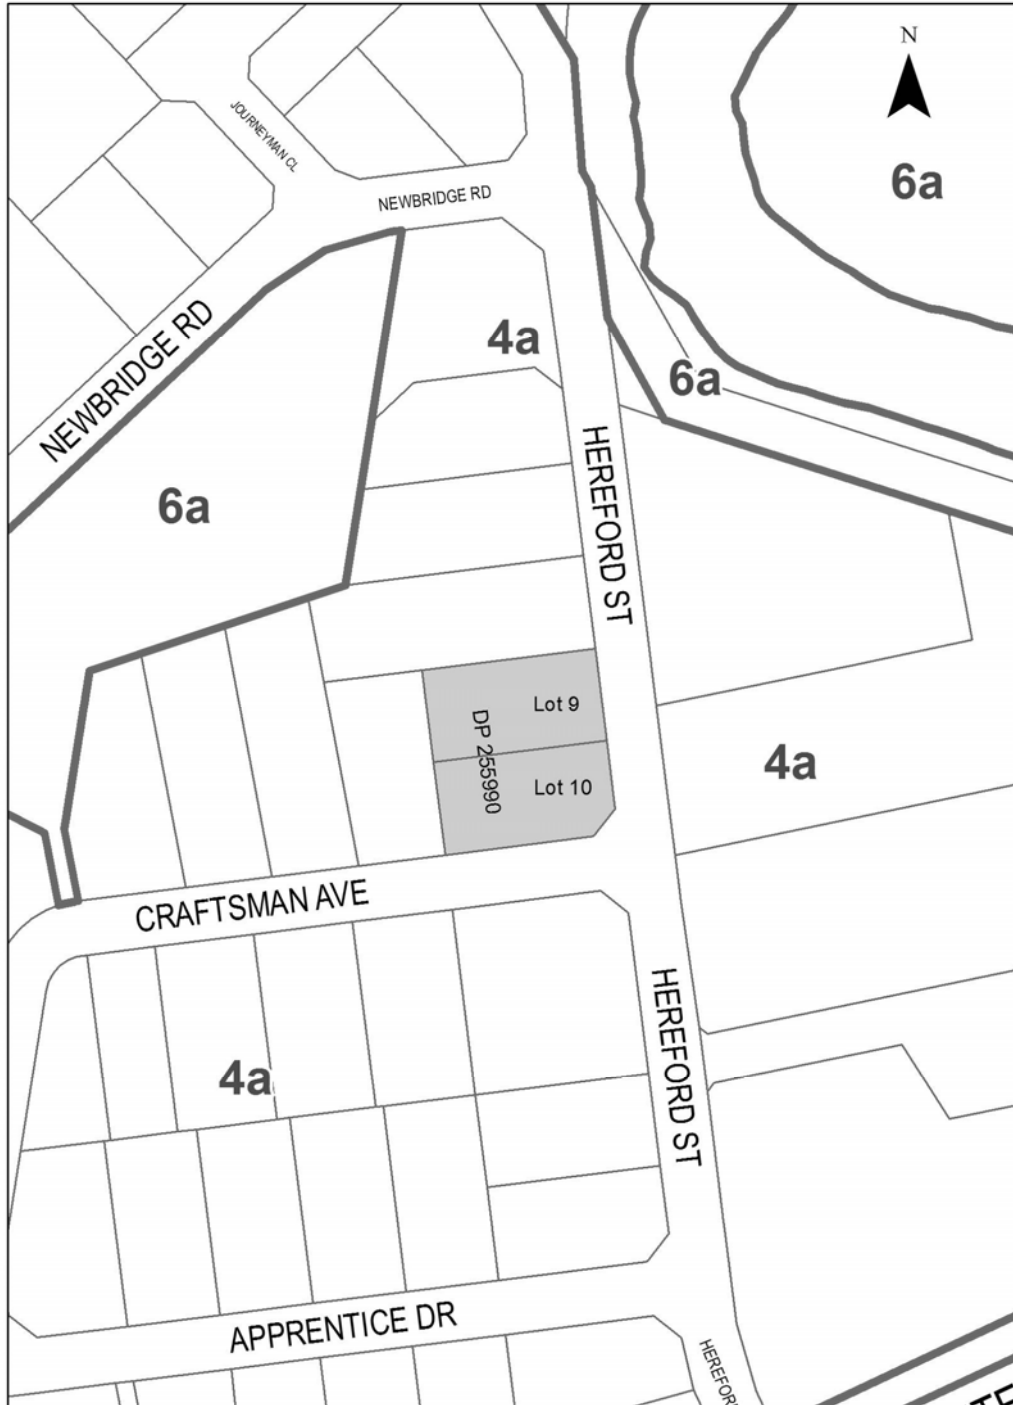 N
JOURNEYMAN CL
6a
NEWBRIDGE RD
NEWBRIDGE RD
4a
6a
HEREFORD ST
6a
Lot 9
DP 255990
4a
Lot 10
CRAFTSMAN AVE
HEREFORD ST
4a
APPRENTICE DR